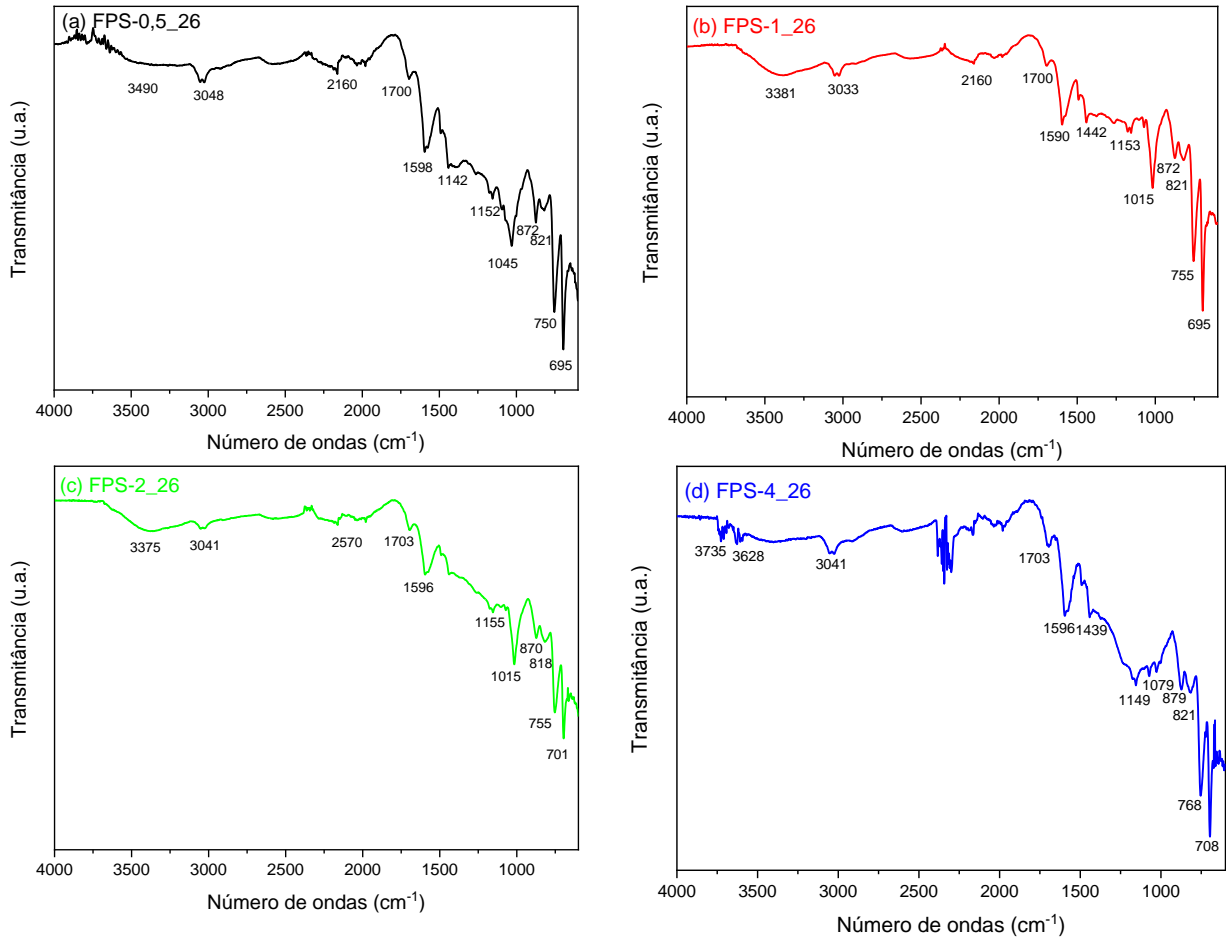 (a) FPS-0,5_26
Transmitância (u.a.)
3490
3048
2160
1700
1598
1142
1152
1045
872
821
750
695
4000 3500 3000 2500 2000 1500 1000
Número de ondas (cm-1)
(b) FPS-1_26
Transmitância (u.a.)
3381
3033
2160
1700
1590
1442
1153
1015
872
821
755
695
4000 3500 3000 2500 2000 1500 1000
Número de ondas (cm-1)
(c) FPS-2_26
Transmitância (u.a.)
3375
3041
2570
1703
1596
1155
1015
870
818
755
701
4000 3500 3000 2500 2000 1500 1000
Número de ondas (cm-1)
(d) FPS-4_26
Transmitância (u.a.)
3735
3628
3041
1703
1596
1439
1149
1079
879
821
768
708
4000 3500 3000 2500 2000 1500 1000
Número de ondas (cm-1)